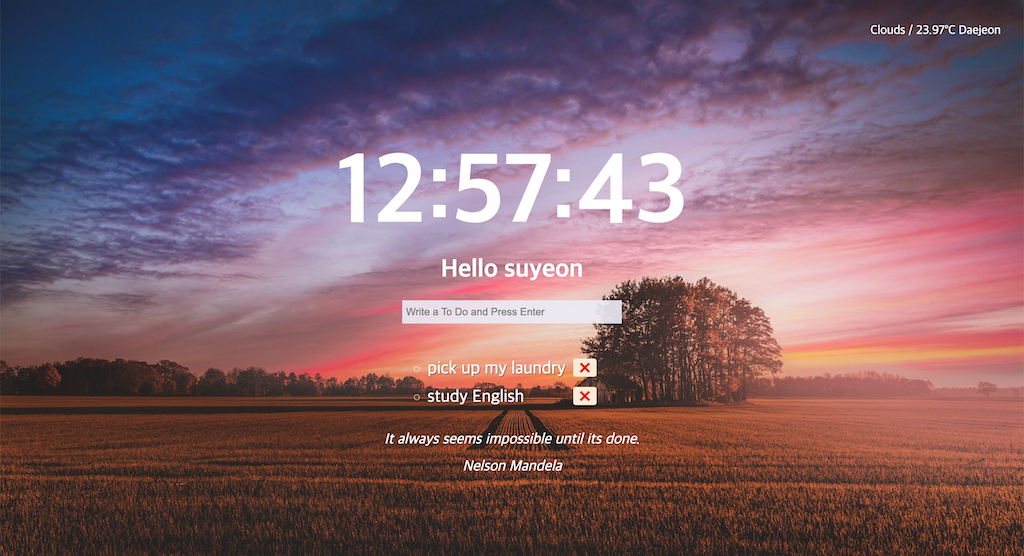 Clouds / 23.97°C Daejeon
12:57:43
Hello suyeon
Write a To Do and Press Enter
pick up my laundry ❌
study English ❌
It always seems impossible until its done.
Nelson Mandela